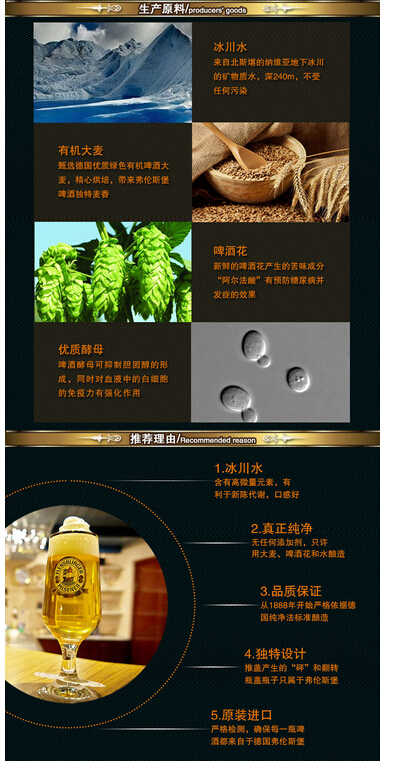 生产原料/producers' goods
冰川水
来自北斯堪的纳维亚地下冰川
的矿物质水，深240m，不受
任何污染
有机大麦
甄选德国优质绿色有机啤酒大
麦，精心烘培，带来弗伦斯堡
啤酒独特麦香
啤酒花
新鲜的啤酒花产生的苦味成分
“阿尔法酸”有预防糖尿病并
发症的效果
优质酵母
啤酒酵母可抑制胆固醇的形
成，同时对血液中的白细胞
的免疫力有强化作用
推荐理由/Recommended reason
1.冰川水
含有高微量元素，有
利于新陈代谢，口感好
2.真正纯净
无任何添加剂，只许
用大麦、啤酒花和水酿造
3.品质保证
从1888年开始严格依据德
国纯净法标准酿造
4.独特设计
推盖产生的“砰”和翻转
瓶盖瓶子只属于弗伦斯堡
5.原装进口
严格检测，确保每一瓶啤
酒都来自于德国弗伦斯堡
FLENSBURGER
PILSENER